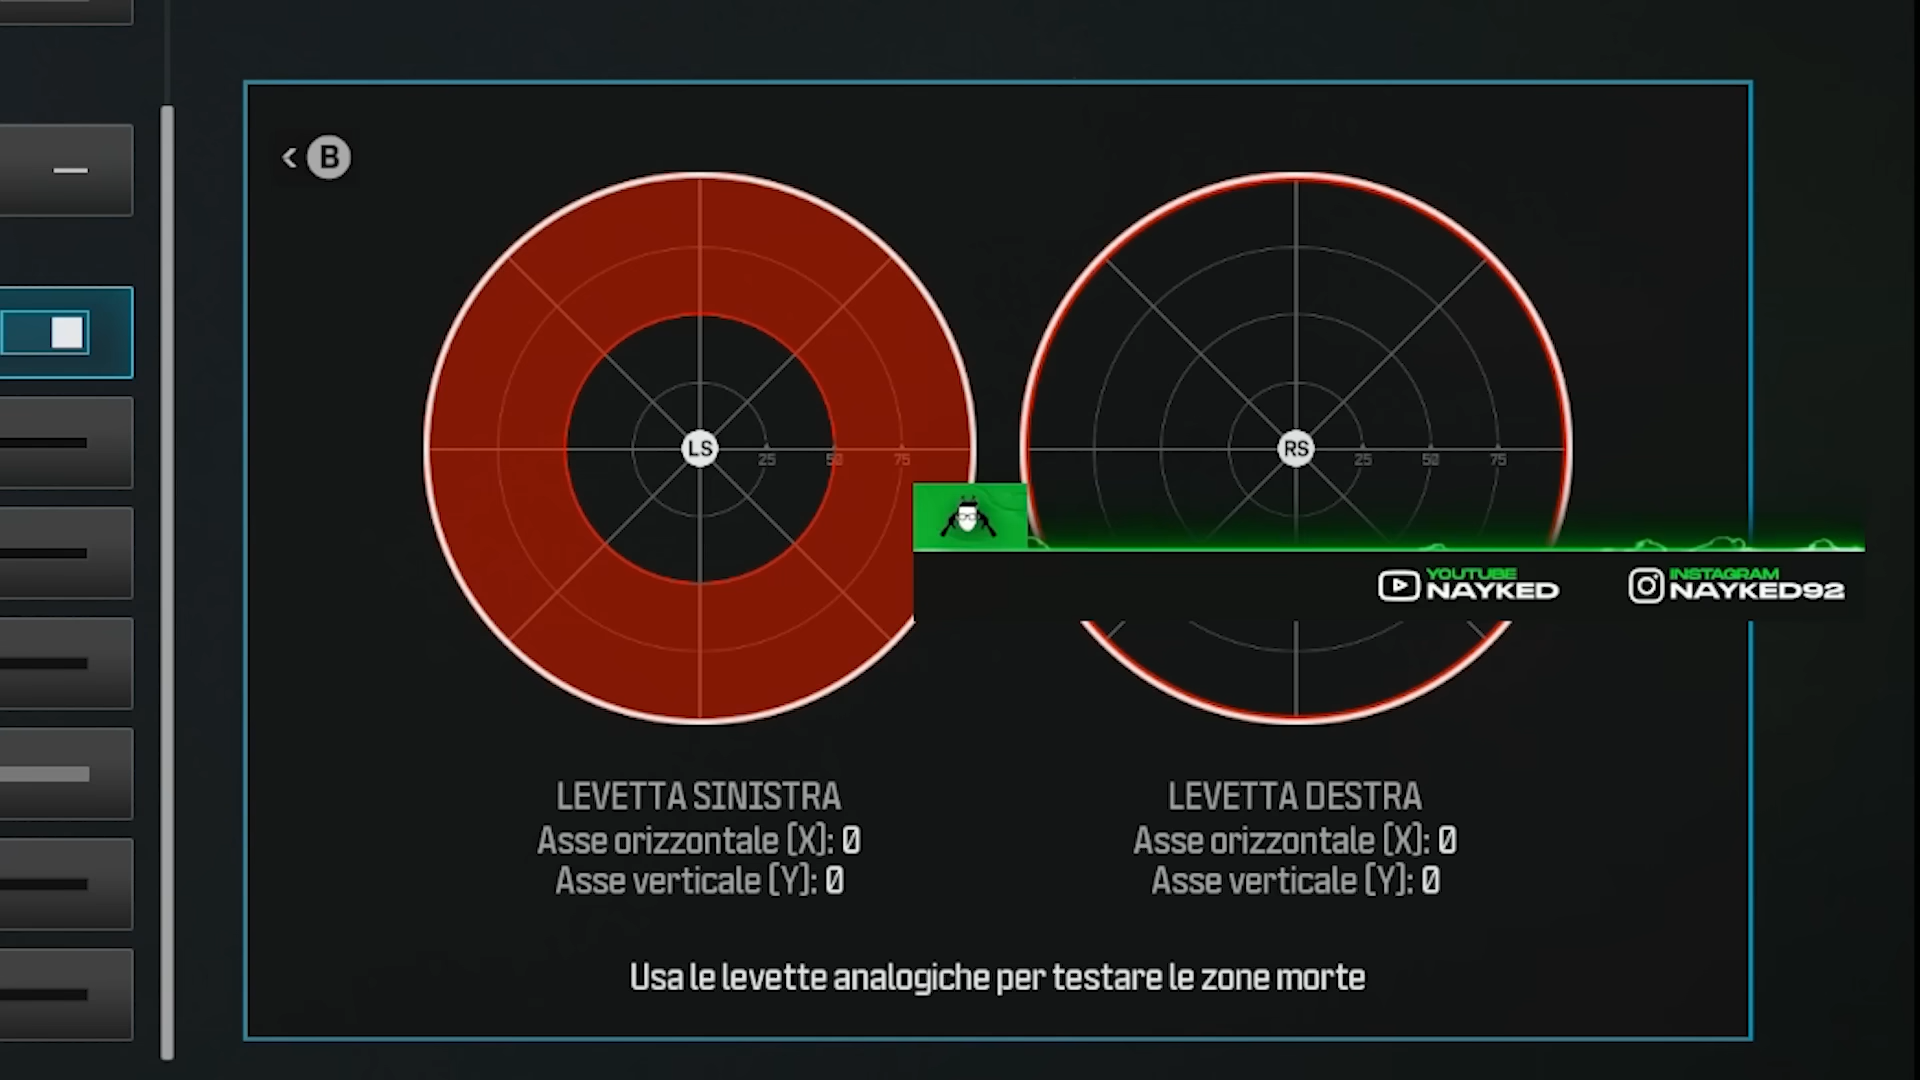 B
LS
25 50 75
RS
25 50 75
YOUTUBE
NAYKED
INSTAGRAM
NAYKED92
LEVETTA SINISTRA
Asse orizzontale (X): 0
Asse verticale (Y): 0
LEVETTA DESTRA
Asse orizzontale (X): 0
Asse verticale (Y): 0
Usa le levette analogiche per testare le zone morte